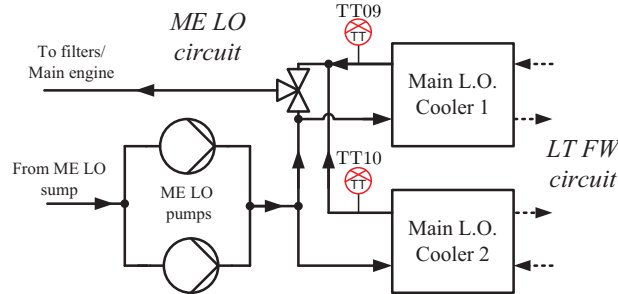 ME LO
circuit
TT09
TT
To filters/
Main engine
Main L.O.
Cooler 1
LT FW
circuit
TT10
TT
From ME LO
sump
ME LO
pumps
Main L.O.
Cooler 2